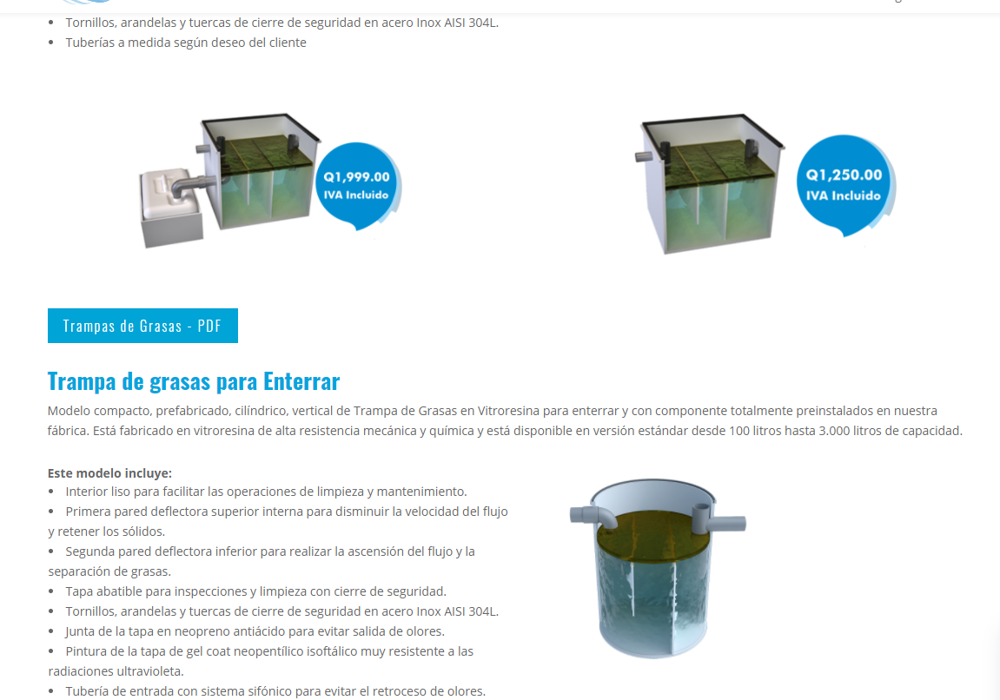 • Tornillos, arandelas y tuercas de cierre de seguridad en acero Inox AISI 304L.
• Tuberías a medida según deseo del cliente
Q1,999.00
IVA Incluido
Q1,250.00
IVA Incluido
Trampas de Grasas - PDF
Trampa de grasas para Enterrar
Modelo compacto, prefabricado, cilíndrico, vertical de Trampa de Grasas en Vitroresina para enterrar y con componente totalmente preinstalados en nuestra
fábrica. Está fabricado en vitroresina de alta resistencia mecánica y química y está disponible en versión estándar desde 100 litros hasta 3.000 litros de capacidad.
Este modelo incluye:
• Interior liso para facilitar las operaciones de limpieza y mantenimiento.
• Primera pared deflectora superior interna para disminuir la velocidad del flujo
y retener los sólidos.
• Segunda pared deflectora inferior para realizar la ascensión del flujo y la
separación de grasas.
• Tapa abatible para inspecciones y limpieza con cierre de seguridad.
• Tornillos, arandelas y tuercas de cierre de seguridad en acero Inox AISI 304L.
• Junta de la tapa en neopreno antiácido para evitar salida de olores.
• Pintura de la tapa de gel coat neopentílico isoftálico muy resistente a las
radiaciones ultravioleta.
• Tubería de entrada con sistema sifónico para evitar el retroceso de olores.